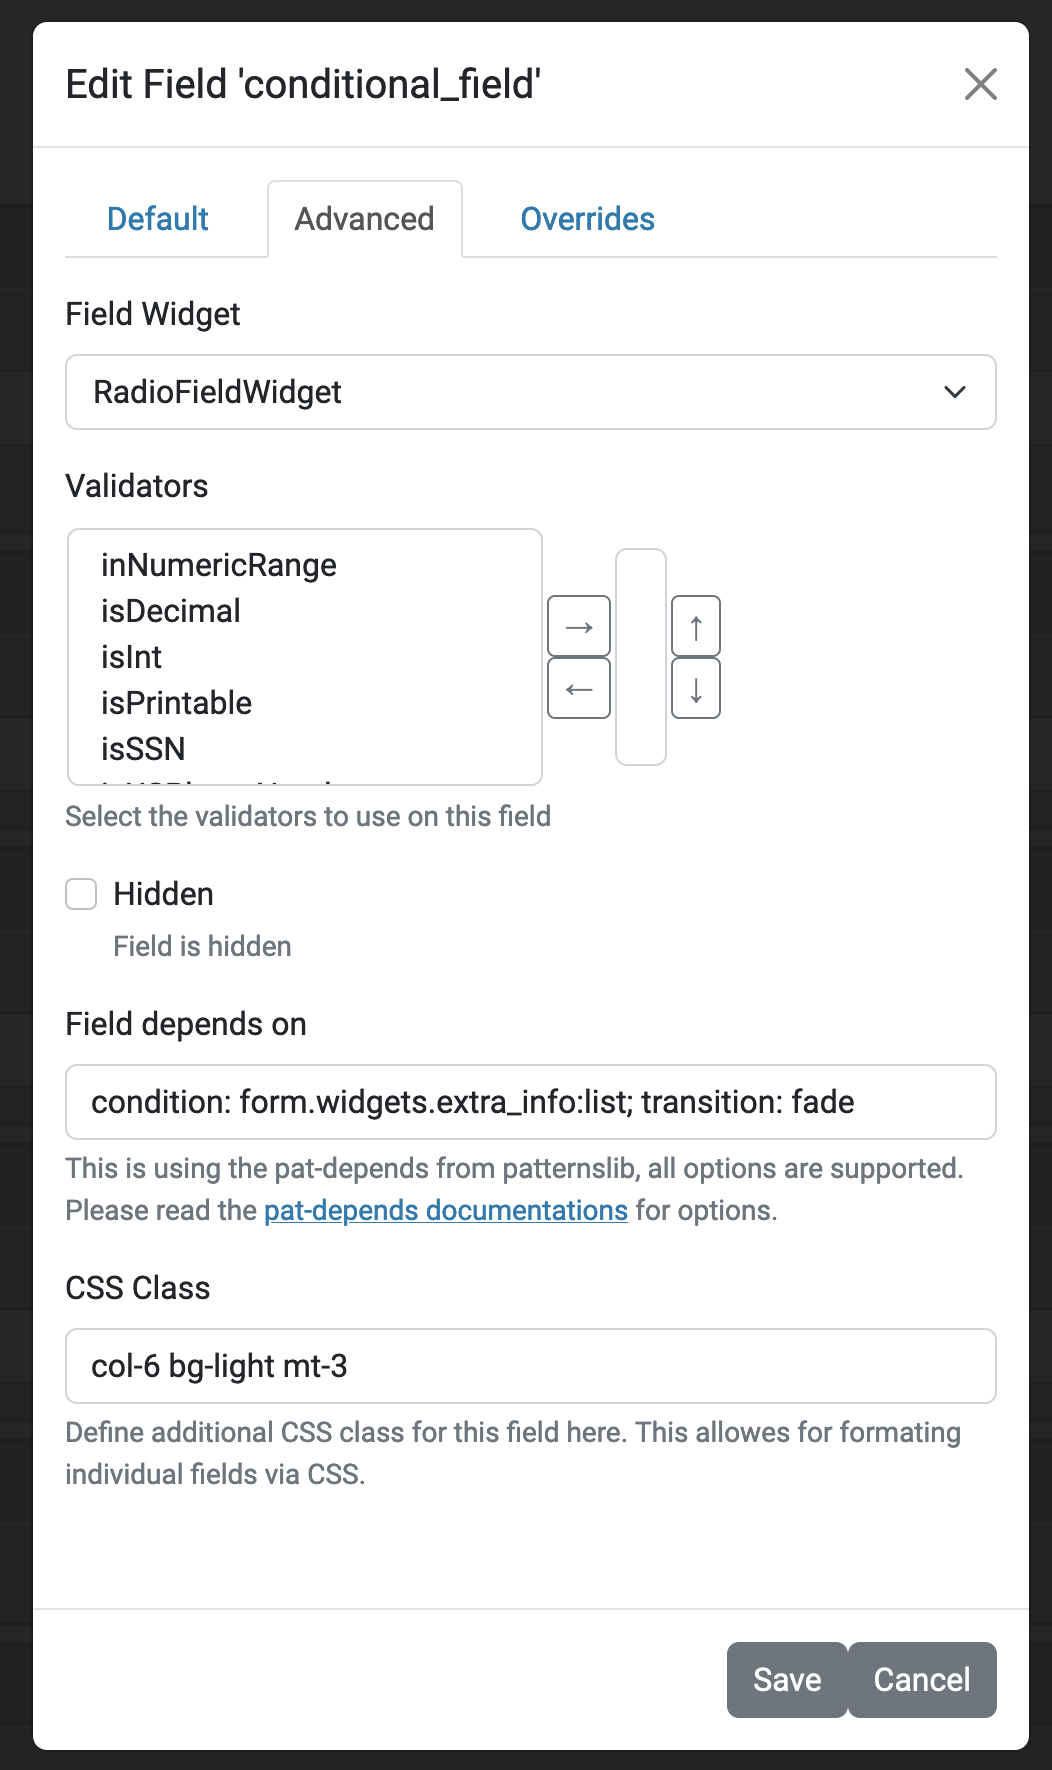 Edit Field 'conditional_field'
Default
Advanced
Overrides
Field Widget
RadioFieldWidget
Validators
inNumericRange
isDecimal
isInt
isPrintable
isSSN
→
←
↑
↓
Select the validators to use on this field
Hidden
Field is hidden
Field depends on
condition: form.widgets.extra_info:list; transition: fade
This is using the pat-depends from patternslib, all options are supported.
Please read the pat-depends documentations for options.
CSS Class
col-6 bg-light mt-3
Define additional CSS class for this field here. This allowes for formating
individual fields via CSS.
Save
Cancel